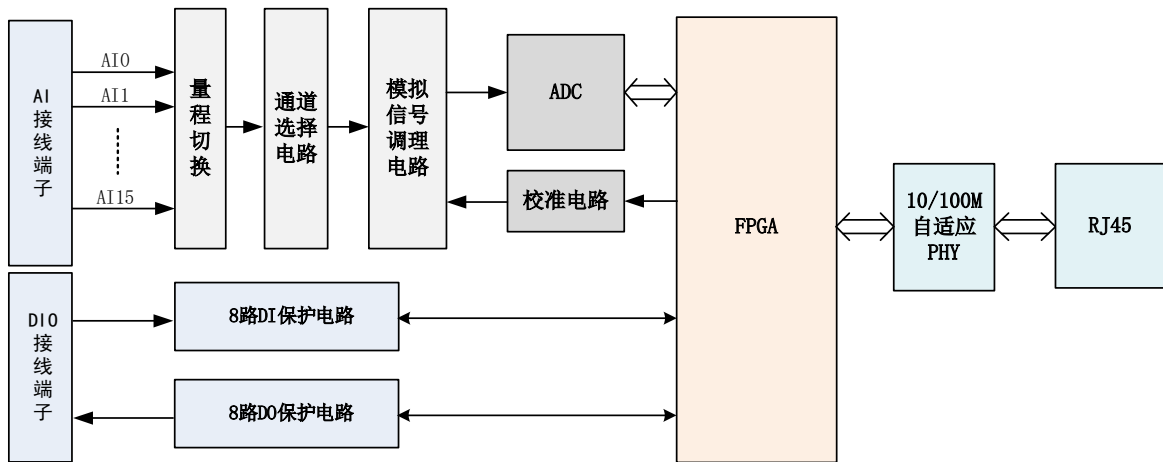 AI
接
线
端
子
AI0
AI1
AI15
量
程
切
换
通道
选择
电路
模拟
信号
调理
电路
ADC
校准电路
FPGA
10/100M
自适应
PHY
RJ45
DIO
接
线
端
子
8路DI保护电路
8路DO保护电路